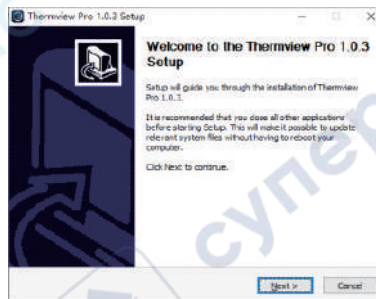 Thermview Pro 1.0.3 Setup
Welcome to the Thermview Pro 1.0.3
Setup
Setup will guide you through the installation of Thermview
Pro 1.0.3.
It is recommended that you close all other applications
before starting Setup. This will make it possible to update
relevant system files without having to reboot your
computer.
Click Next to continue.
Next >
Cancel